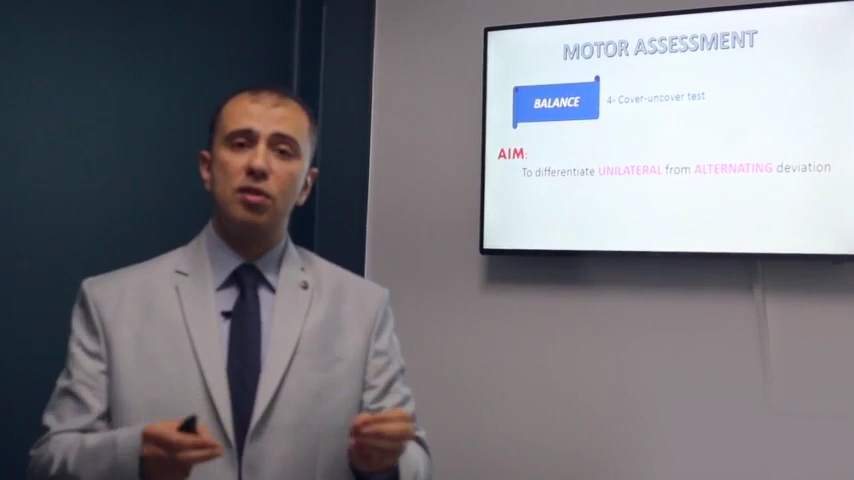 MOTOR ASSESSMENT
BALANCE
4- Cover-uncover test
AIM:
To differentiate UNILATERAL from ALTERNATING deviation